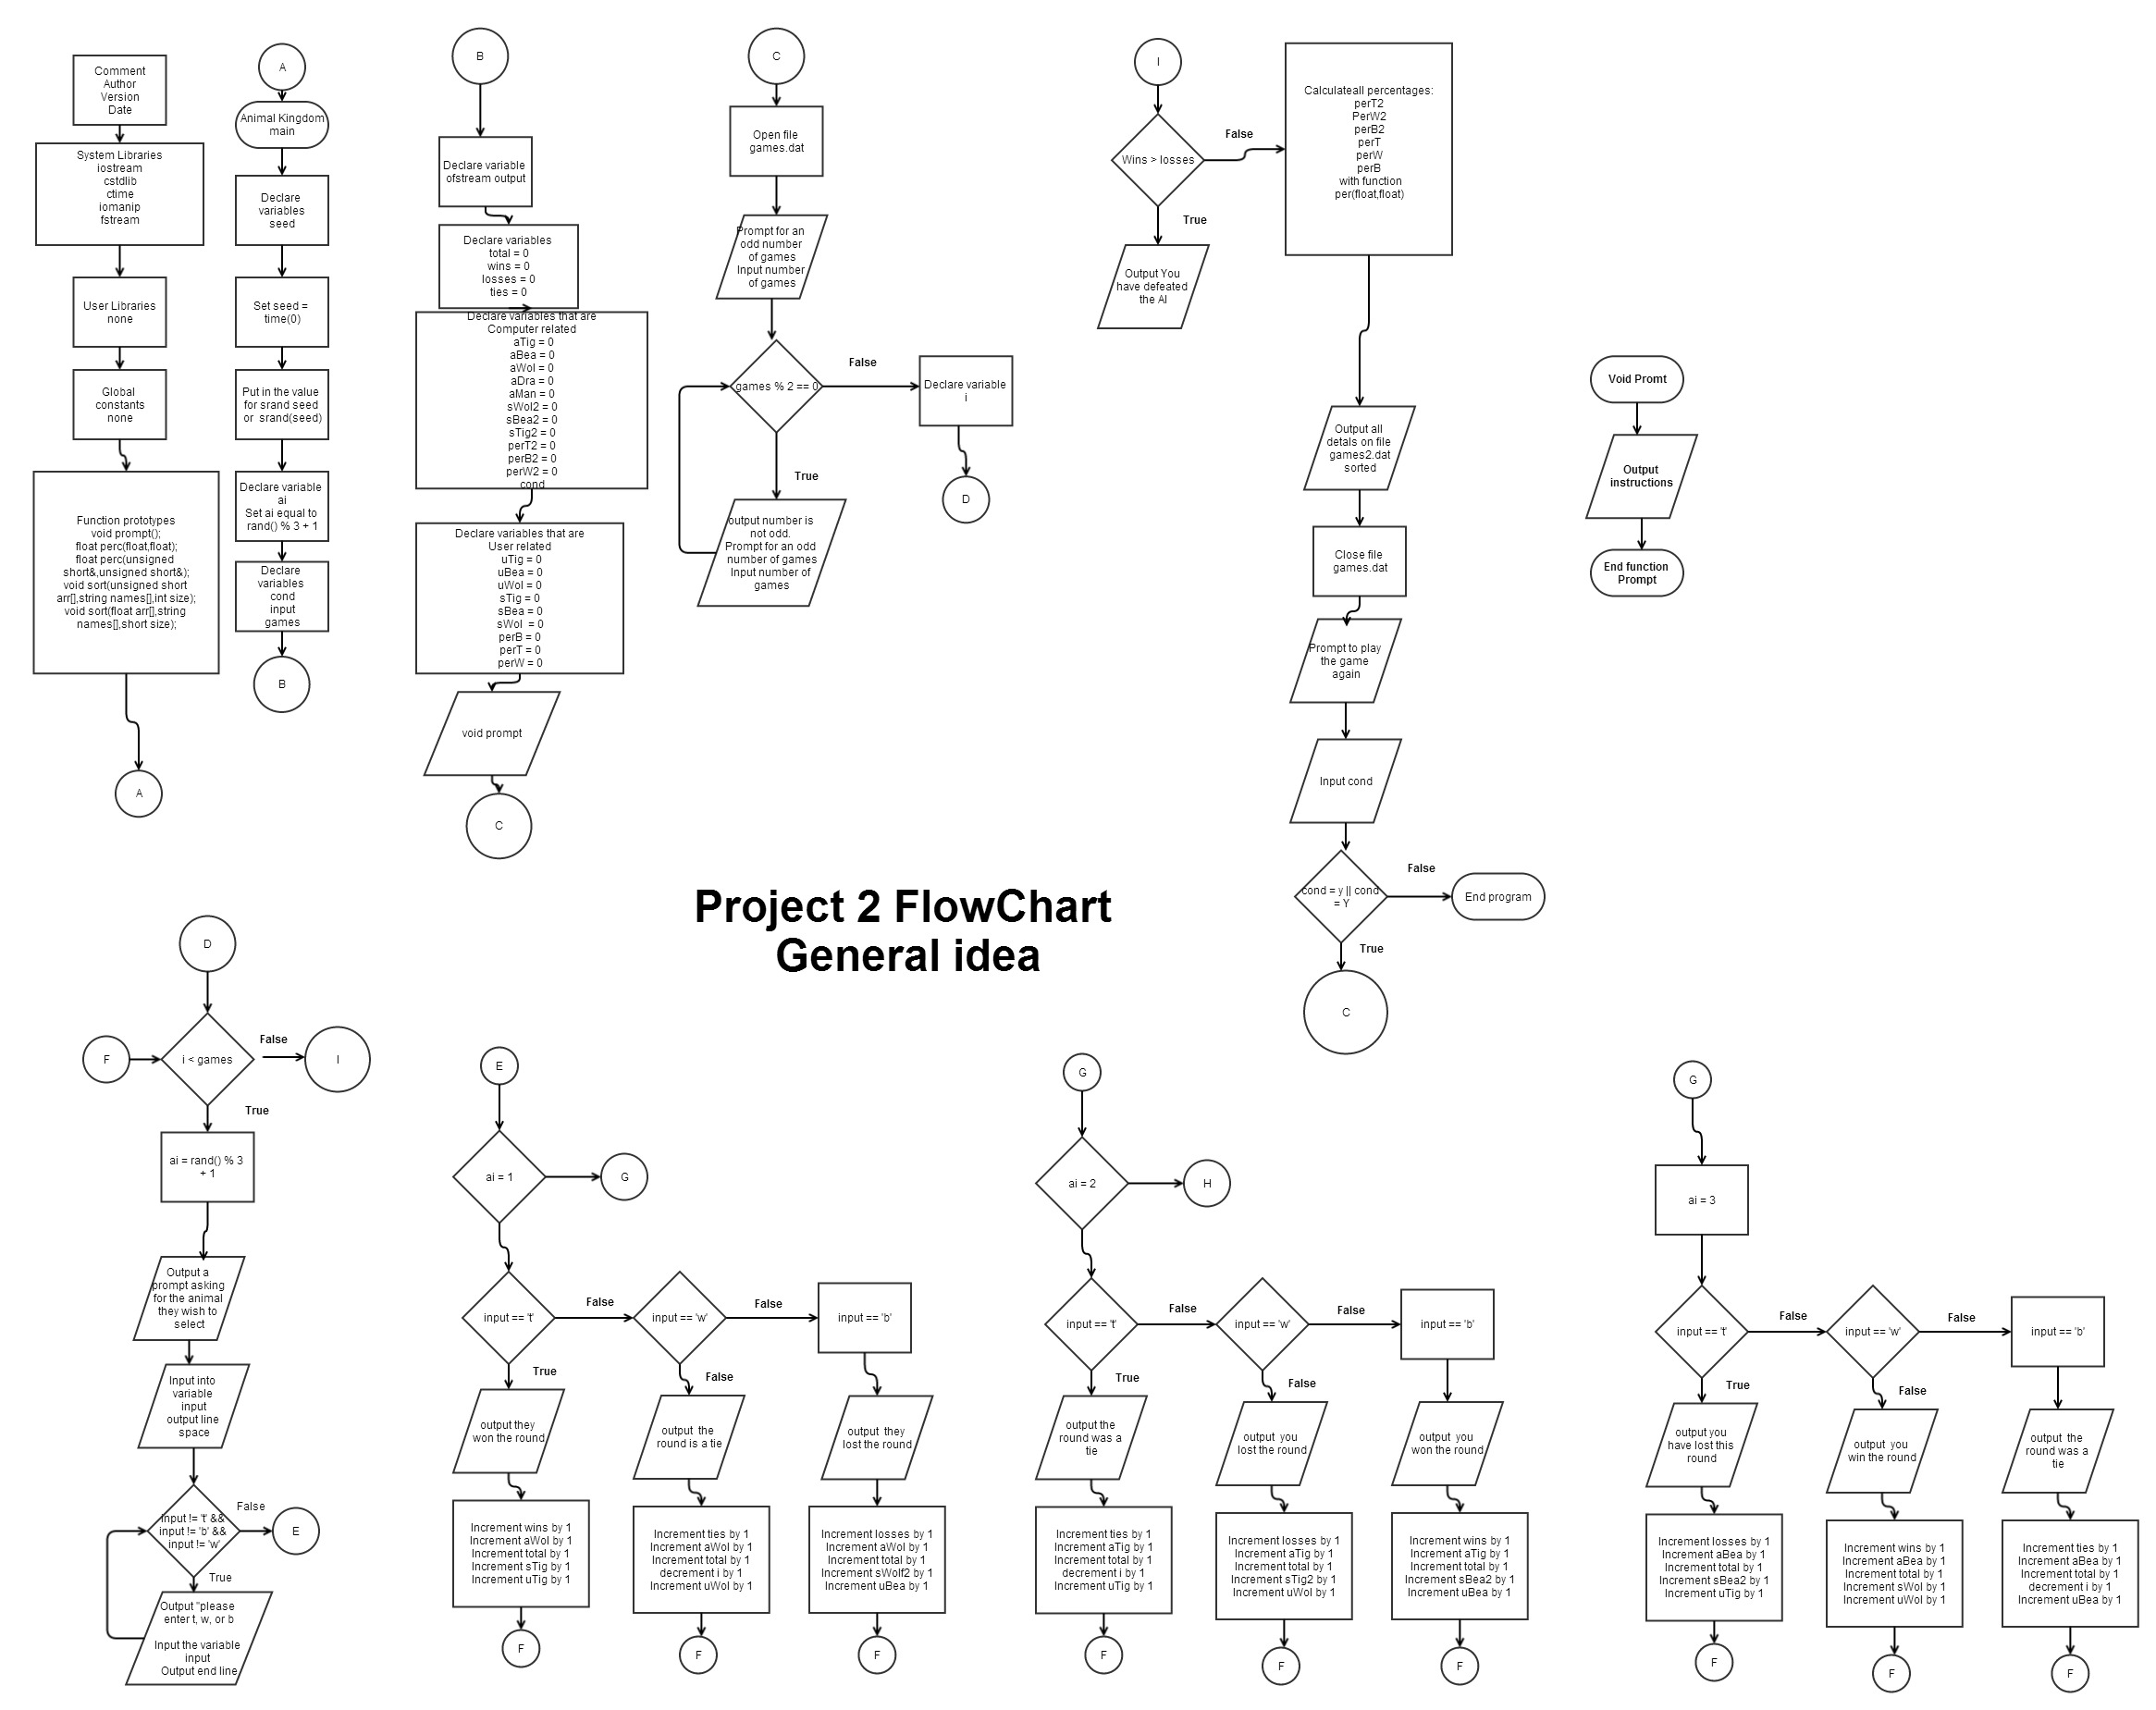 Comment
Author
Version
Date
System Libraries
iostream
cstdlib
ctime
iomanip
fstream
User Libraries
none
Global
constants
none
Function prototypes
void prompt();
float perc(float,float);
float perc(unsigned
short&,unsigned short&);
void sort(unsigned short
arr[],string names[],int size);
void sort(float arr[],string
names[],short size);
A
A
Animal Kingdom
main
Declare
variables
seed
Set seed =
time(0)
Put in the value
for srand seed
or srand(seed)
Declare variable
ai
Set ai equal to
rand() % 3 + 1
Declare
variables
cond
input
games
B
B
Declare variable
ofstream output
Declare variables
total = 0
wins = 0
losses = 0
ties = 0
Declare variables that are
Computer related
aTig = 0
aBea = 0
aWol = 0
aDra = 0
aMan = 0
sWol2 = 0
sBea2 = 0
sTig2 = 0
perT2 = 0
perB2 = 0
perW2 = 0
cond
Declare variables that are
User related
uTig = 0
uBea = 0
uWol = 0
sTig = 0
sBea = 0
sWol = 0
perB = 0
perT = 0
perW = 0
void prompt
C
C
Open file
games.dat
Prompt for an
odd number
of games
Input number
of games
games % 2 == 0
False
Declare variable
i
D
True
output number is
not odd.
Prompt for an odd
number of games
Input number of
games
I
Wins > losses
False
True
Output You
have defeated
the AI
Calculateall percentages:
perT2
PerW2
perB2
perT
perW
perB
with function
per(float,float)
Output all
detals on file
games2.dat
sorted
Close file
games.dat
Prompt to play
the game
again
Input cond
cond = y || cond
= Y
False
End program
True
C
Void Promt
Output
instructions
End function
Prompt
Project 2 FlowChart
General idea
D
F
i < games
False
I
True
ai = rand() % 3
+ 1
Output a
prompt asking
for the animal
they wish to
select
Input into
variable
input
output line
space
input != 't' &&
input != 'b' &&
input != 'w'
False
E
True
Output "please
enter t, w, or b
Input the variable
input
Output end line
E
ai = 1
G
input == 't'
False
input == 'w'
False
input == 'b'
True
False
output they
won the round
output the
round is a tie
output they
lost the round
Increment wins by 1
Increment aWol by 1
Increment total by 1
Increment sTig by 1
Increment uTig by 1
Increment ties by 1
Increment aWol by 1
Increment total by 1
decrement i by 1
Increment uWol by 1
Increment losses by 1
Increment aWol by 1
Increment total by 1
Increment sWolf2 by 1
Increment uBea by 1
F
F
F
G
ai = 2
H
input == 't'
False
input == 'w'
False
input == 'b'
True
False
output the
round was a
tie
output you
lost the round
output you
won the round
Increment ties by 1
Increment aTig by 1
Increment total by 1
decrement i by 1
Increment uTig by 1
Increment losses by 1
Increment aTig by 1
Increment total by 1
Increment sTig2 by 1
Increment uWol by 1
Increment wins by 1
Increment aTig by 1
Increment total by 1
Increment sBea2 by 1
Increment uBea by 1
F
F
F
G
ai = 3
input == 't'
False
input == 'w'
False
input == 'b'
True
False
output you
have lost this
round
output you
win the round
output the
round was a
tie
Increment losses by 1
Increment aBea by 1
Increment total by 1
Increment sBea2 by 1
Increment uTig by 1
Increment wins by 1
Increment aBea by 1
Increment total by 1
Increment sWol by 1
Increment uWol by 1
Increment ties by 1
Increment aBea by 1
Increment total by 1
decrement i by 1
Increment uBea by 1
F
F
F